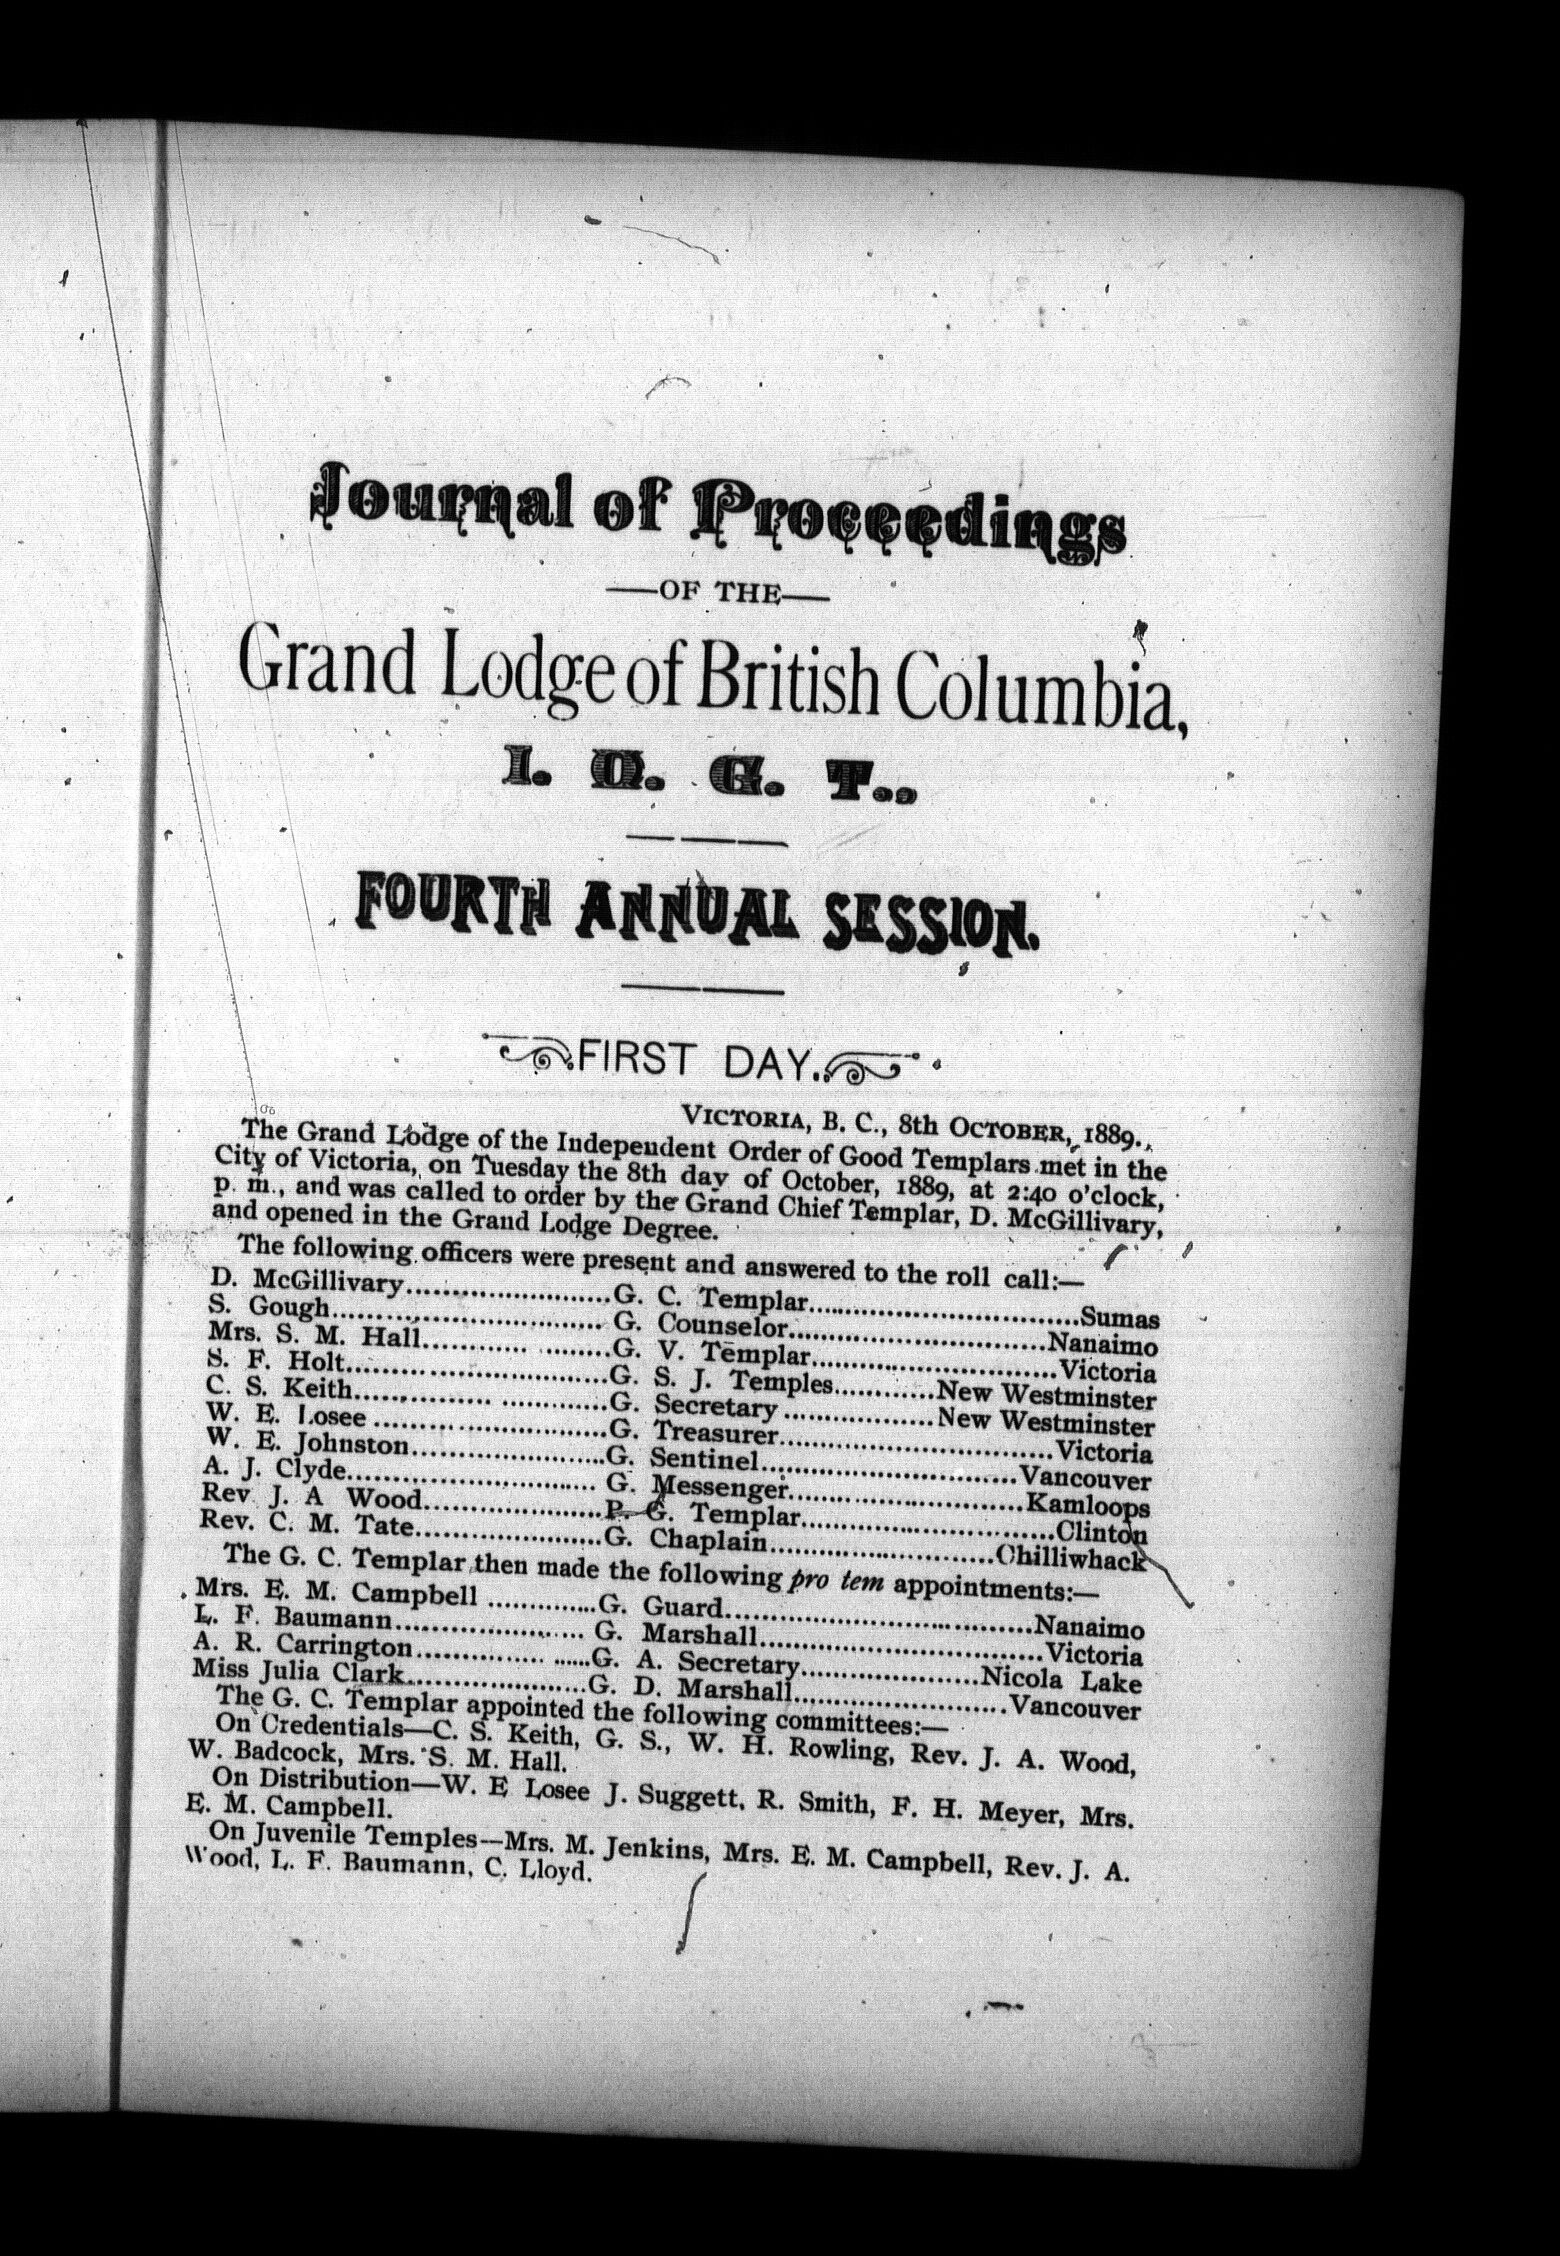 Journal of Proceedings
—OF THE—
Grand Lodge of British Columbia,
I. O. G. T.,
FOURTH ANNUAL SESSION.
FIRST DAY.
VICTORIA, B. C., 8th OCTOBER, 1889.
The Grand Lodge of the Independent Order of Good Templars met in the
City of Victoria, on Tuesday the 8th day of October, 1889, at 2:40 o'clock,
p. m., and was called to order by the Grand Chief Templar, D. McGillivary,
and opened in the Grand Lodge Degree.
The following officers were present and answered to the roll call:—
D. McGillivary..........................G. C. Templar...................................Sumas
S. Gough...................................G. Counselor.................................Nanaimo
Mrs. S. M. Hall........................G. V. Templar................................Victoria
S. F. Holt..................................G. S. J. Temples.............New Westminster
C. S. Keith................................G. Secretary...................New Westminster
W. E. Losee..............................G. Treasurer...................................Victoria
W. E. Johnston.........................G. Sentinel.................................Vancouver
A. J. Clyde................................G. Messenger..............................Kamloops
Rev. J. A Wood.......................P. G. Templar................................Clinton
Rev. C. M. Tate........................G. Chaplain.............................Chilliwhack
The G. C. Templar then made the following pro tem appointments:—
Mrs. E. M. Campbell ..............G. Guard.......................................Nanaimo
L. F. Baumann........................G. Marshall....................................Victoria
A. R. Carrington......................G. A. Secretary.......................Nicola Lake
Miss Julia Clark.......................G. D. Marshall...........................Vancouver
The G. C. Templar appointed the following committees:—
On Credentials—C. S. Keith, G. S., W. H. Rowling, Rev. J. A. Wood,
W. Badcock, Mrs. S. M. Hall.
On Distribution—W. E Losee J. Suggett, R. Smith, F. H. Meyer, Mrs.
E. M. Campbell.
On Juvenile Temples—Mrs. M. Jenkins, Mrs. E. M. Campbell, Rev. J. A.
Wood, L. F. Baumann, C. Lloyd.